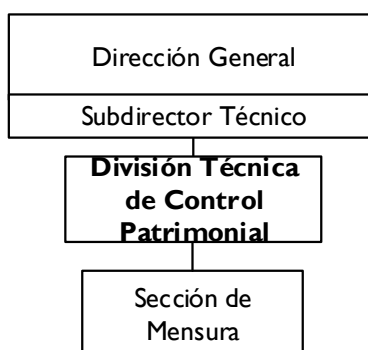 Dirección General
Subdirector Técnico
División Técnica
de Control
Patrimonial
Sección de
Mensura